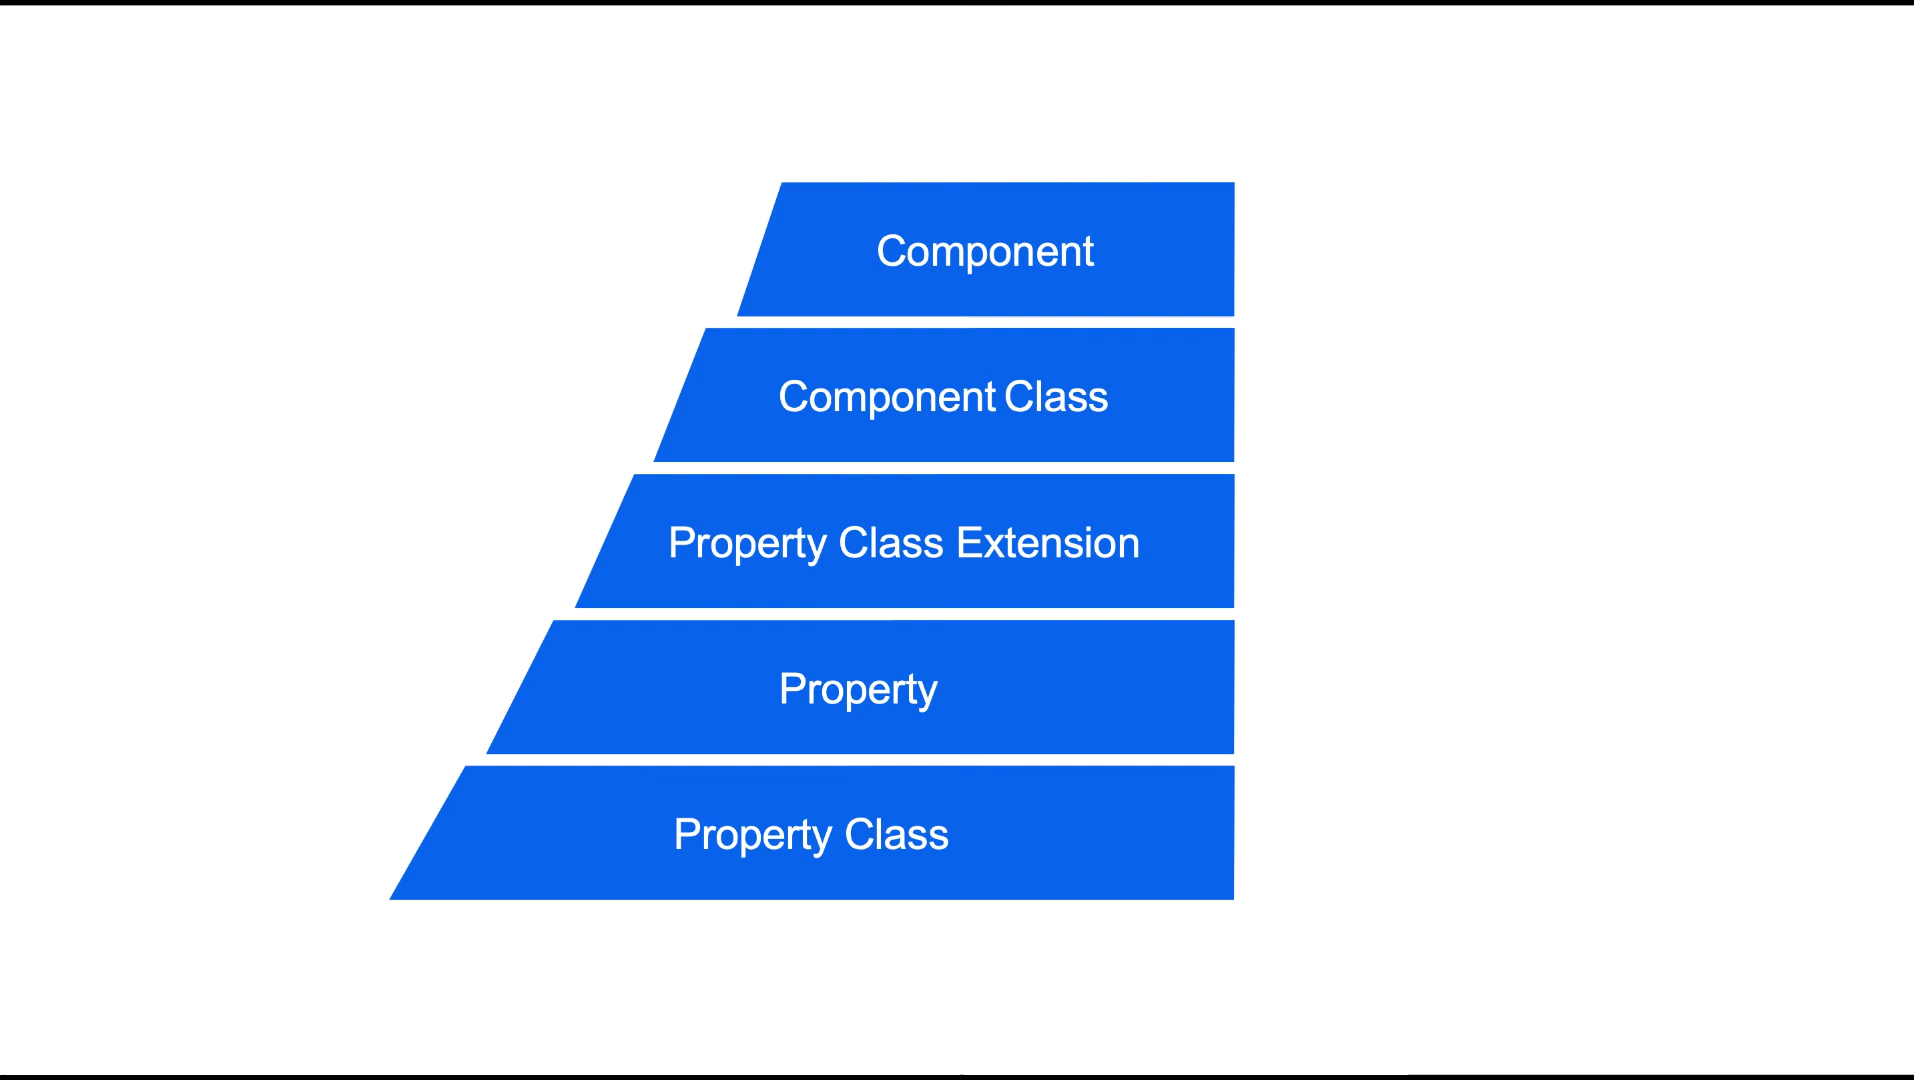 Component
Component Class
Property Class Extension
Property
Property Class